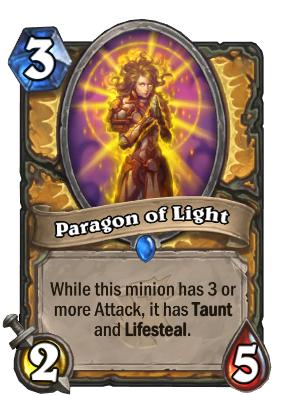 3
Paragon of Light
While this minion has 3 or
more Attack, it has Taunt
and Lifesteal.
2
5